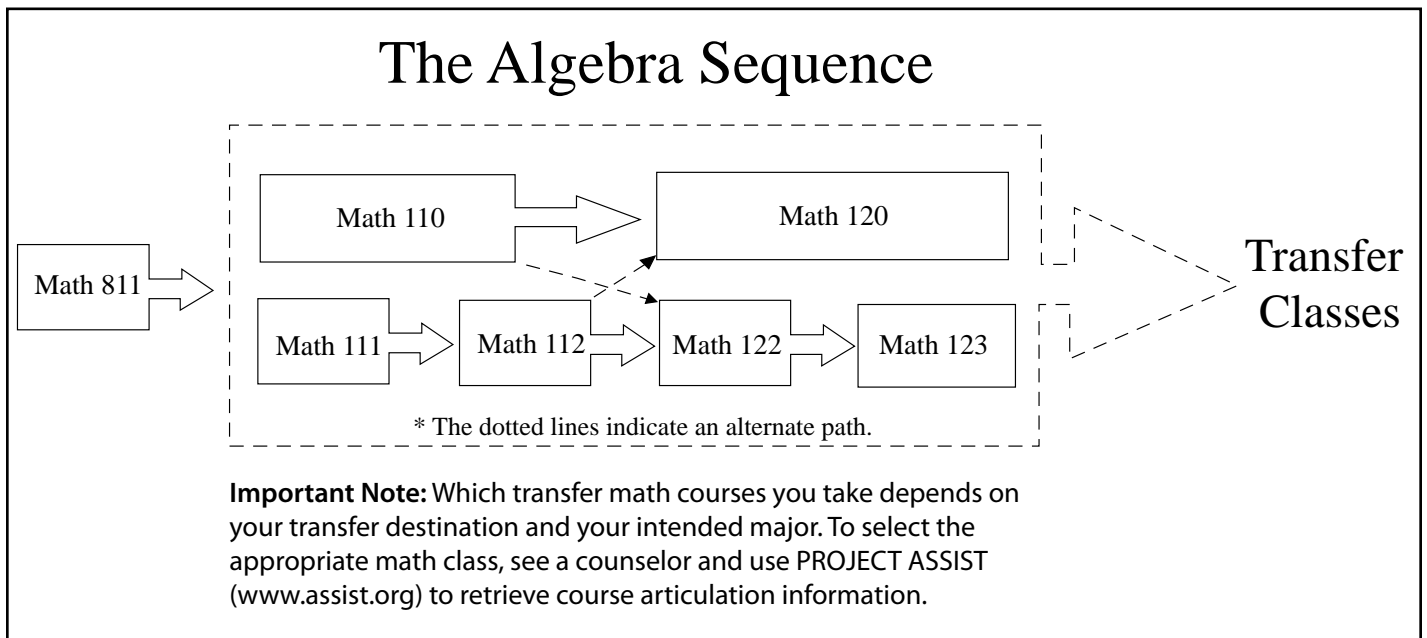 The Algebra Sequence
Math 110
Math 120
Math 811
Math 111
Math 112
Math 122
Math 123
Transfer
Classes
* The dotted lines indicate an alternate path.
Important Note: Which transfer math courses you take depends on
your transfer destination and your intended major. To select the
appropriate math class, see a counselor and use PROJECT ASSIST
(www.assist.org) to retrieve course articulation information.